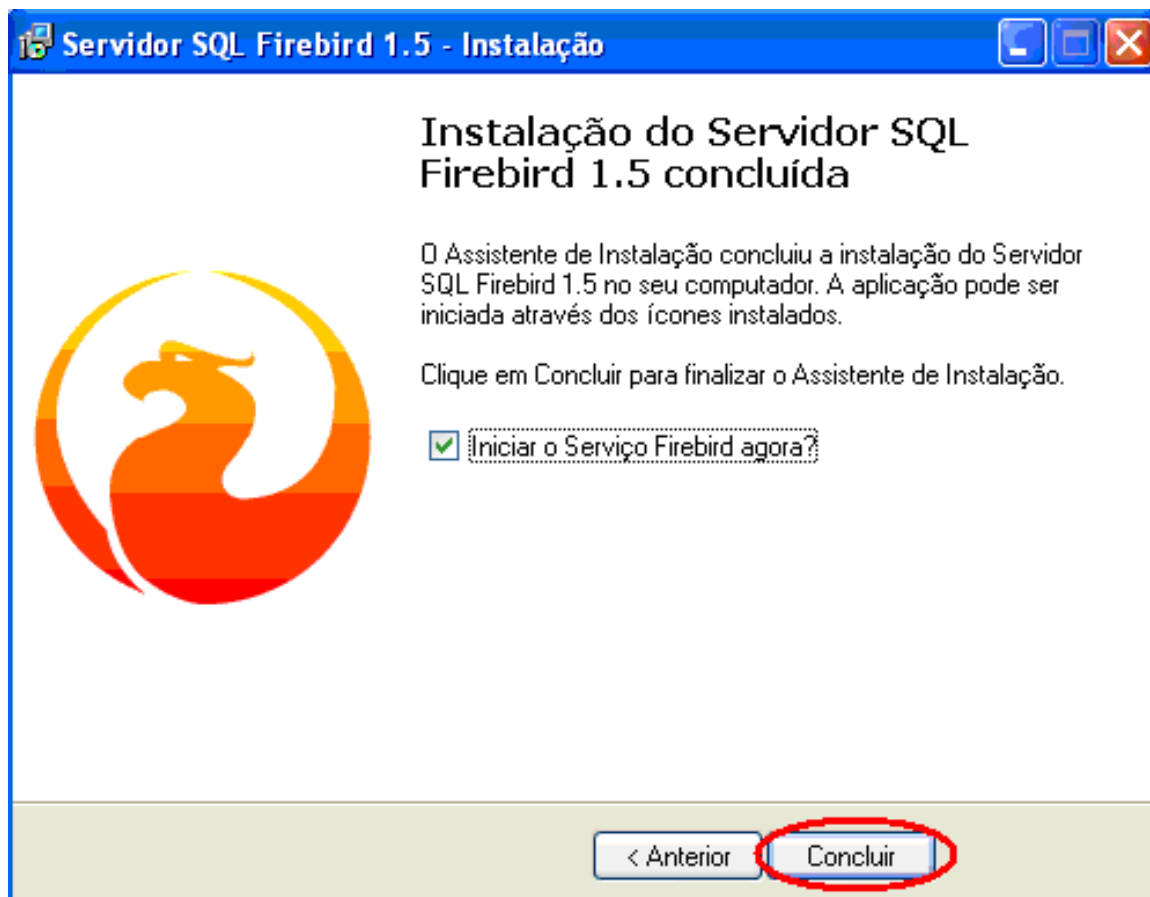 Servidor SQL Firebird 1.5 - Instalação
Instalação do Servidor SQL
Firebird 1.5 concluída
O Assistente de Instalação concluiu a instalação do Servidor
SQL Firebird 1.5 no seu computador. A aplicação pode ser
iniciada através dos ícones instalados.
Clique em Concluir para finalizar o Assistente de Instalação.
Iniciar o Serviço Firebird agora?
< Anterior
Concluir